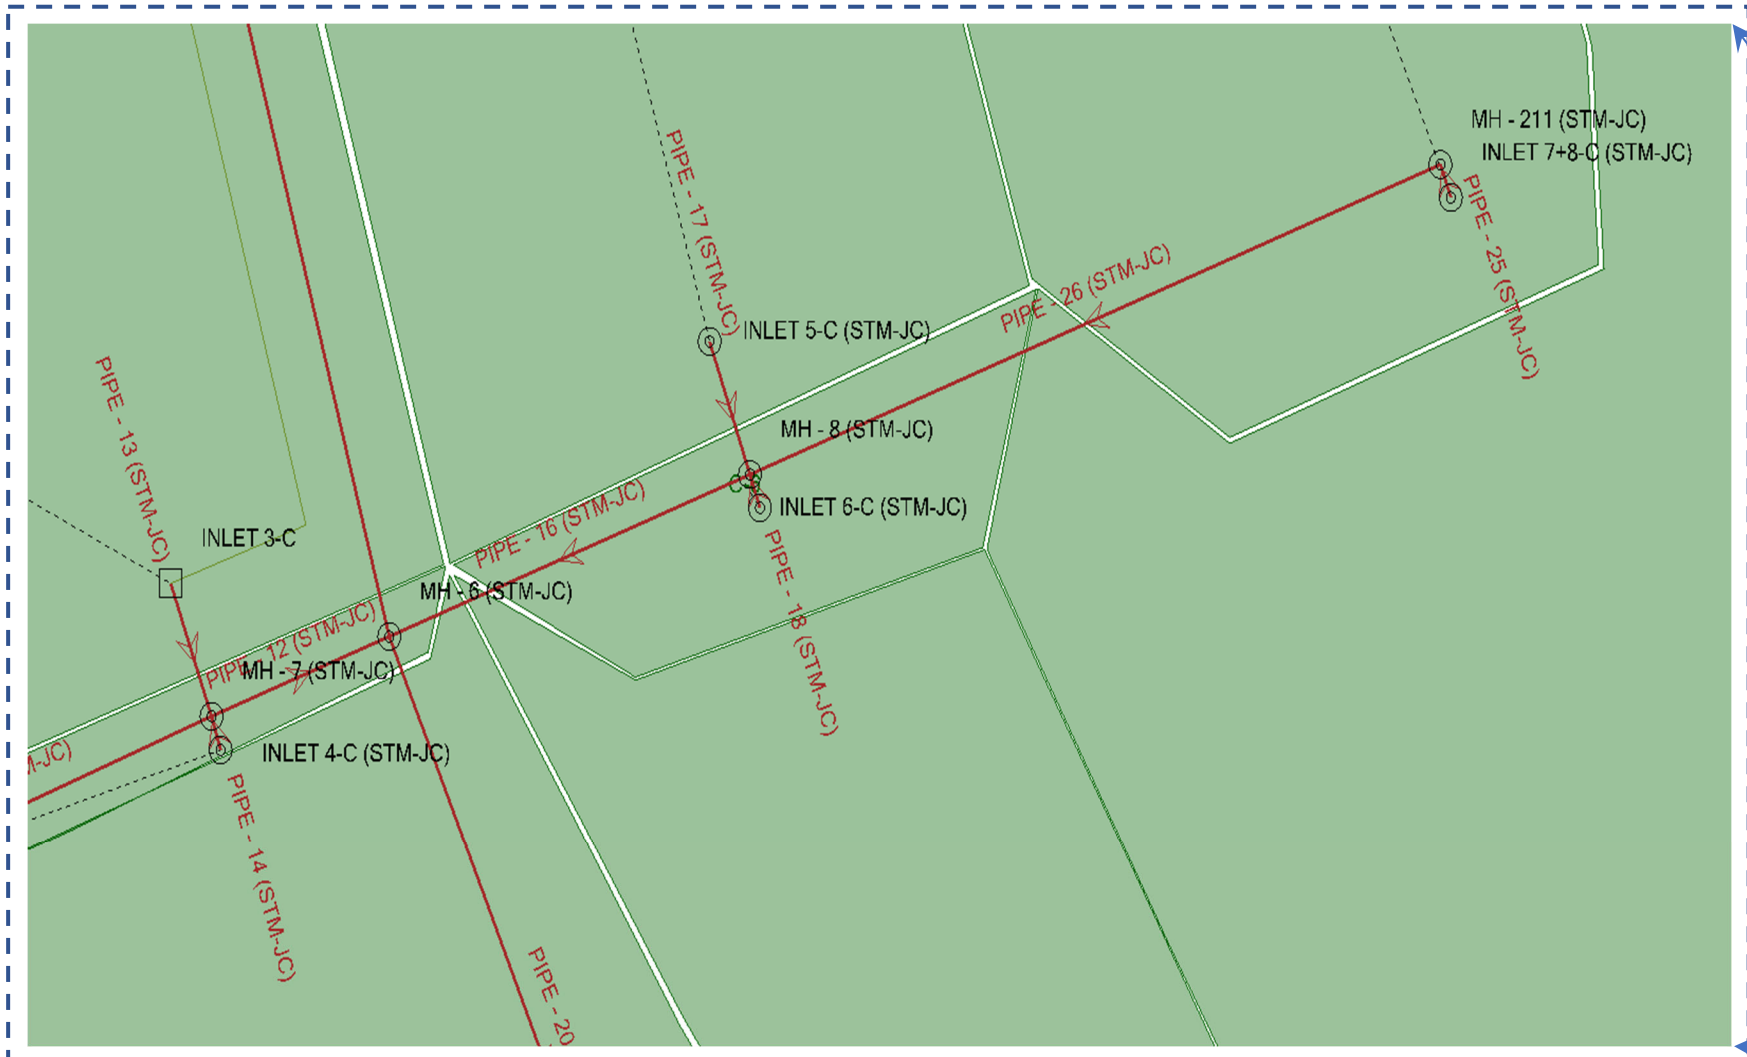 MH - 211 (STM-JC)
INLET 7+8-C (STM-JC)
PIPE - 17 (STM-JC)
PIPE - 25 (STM-JC)
PIPE - 26 (STM-JC)
INLET 5-C (STM-JC)
PIPE - 13 (STM-JC)
MH - 8 (STM-JC)
PIPE - 16 (STM-JC)
INLET 6-C (STM-JC)
INLET 3-C
MH - 6 (STM-JC)
PIPE - 18 (STM-JC)
PIPE - 12 (STM-JC)
MH - 7 (STM-JC)
INLET 4-C (STM-JC)
M-JC)
PIPE - 14 (STM-JC)
PIPE - 20